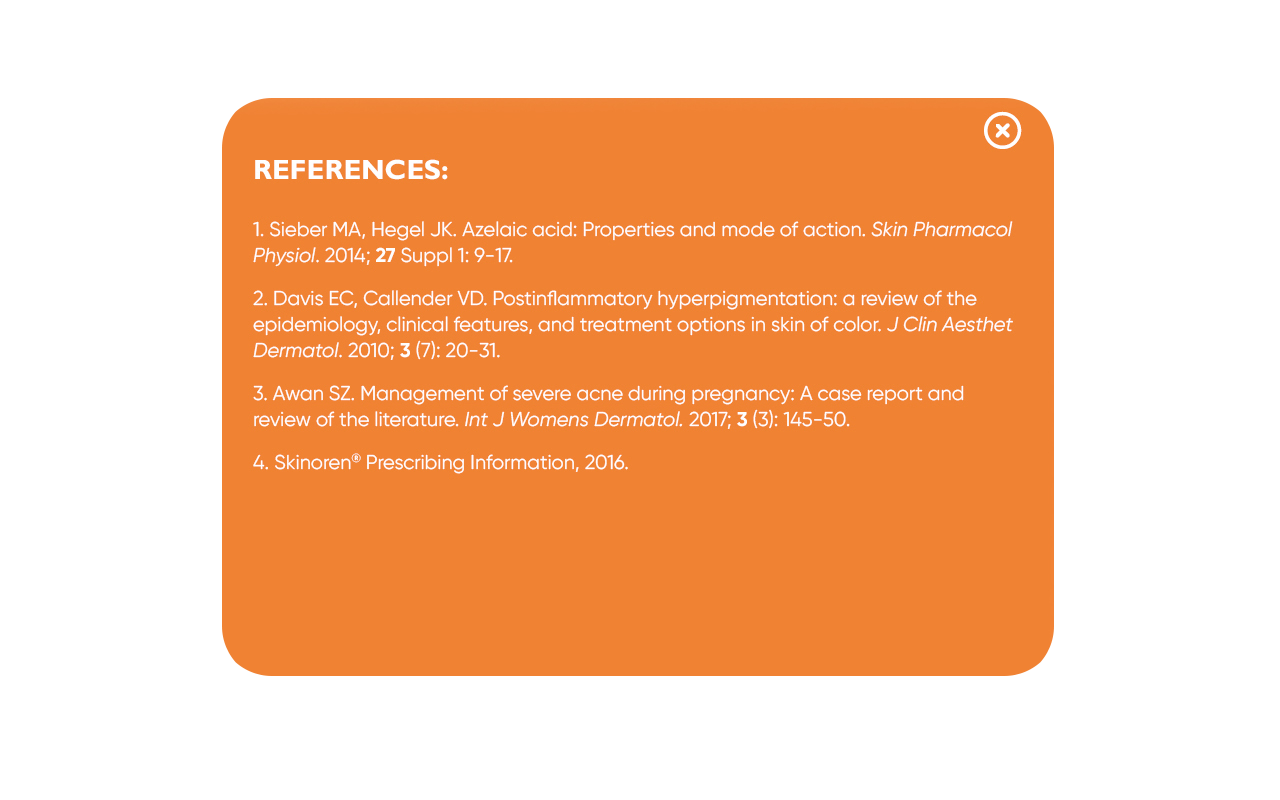 REFERENCES:
1. Sieber MA, Hegel JK. Azelaic acid: Properties and mode of action. Skin Pharmacol
Physiol. 2014; 27 Suppl 1: 9-17.
2. Davis EC, Callender VD. Postinflammatory hyperpigmentation: a review of the
epidemiology, clinical features, and treatment options in skin of color. J Clin Aesthet
Dermatol. 2010; 3 (7): 20-31.
3. Awan SZ. Management of severe acne during pregnancy: A case report and
review of the literature. Int J Womens Dermatol. 2017; 3 (3): 145-50.
4. Skinoren® Prescribing Information, 2016.